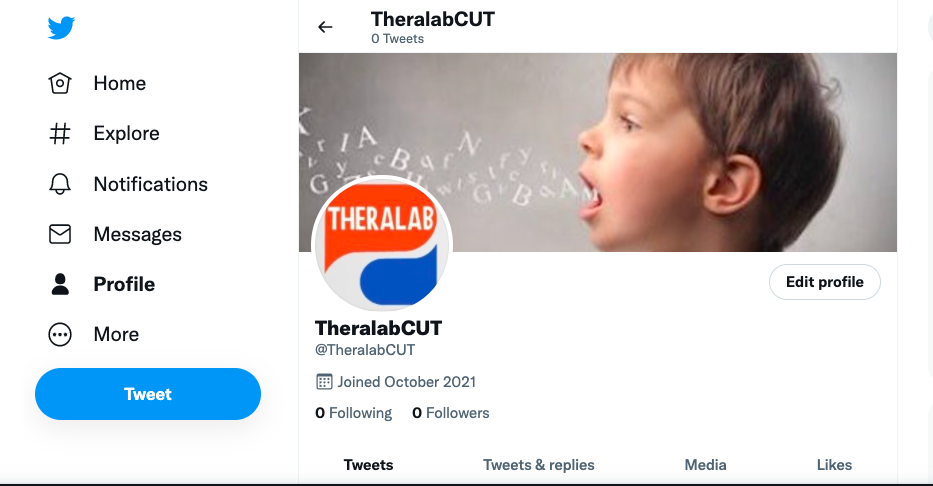 TheralabCUT
0 Tweets
Home
Explore
Notifications
Messages
Profile
More
Tweet
THERALAB
Edit profile
TheralabCUT
@TheralabCUT
Joined October 2021
0 Following 0 Followers
Tweets Tweets & replies Media Likes